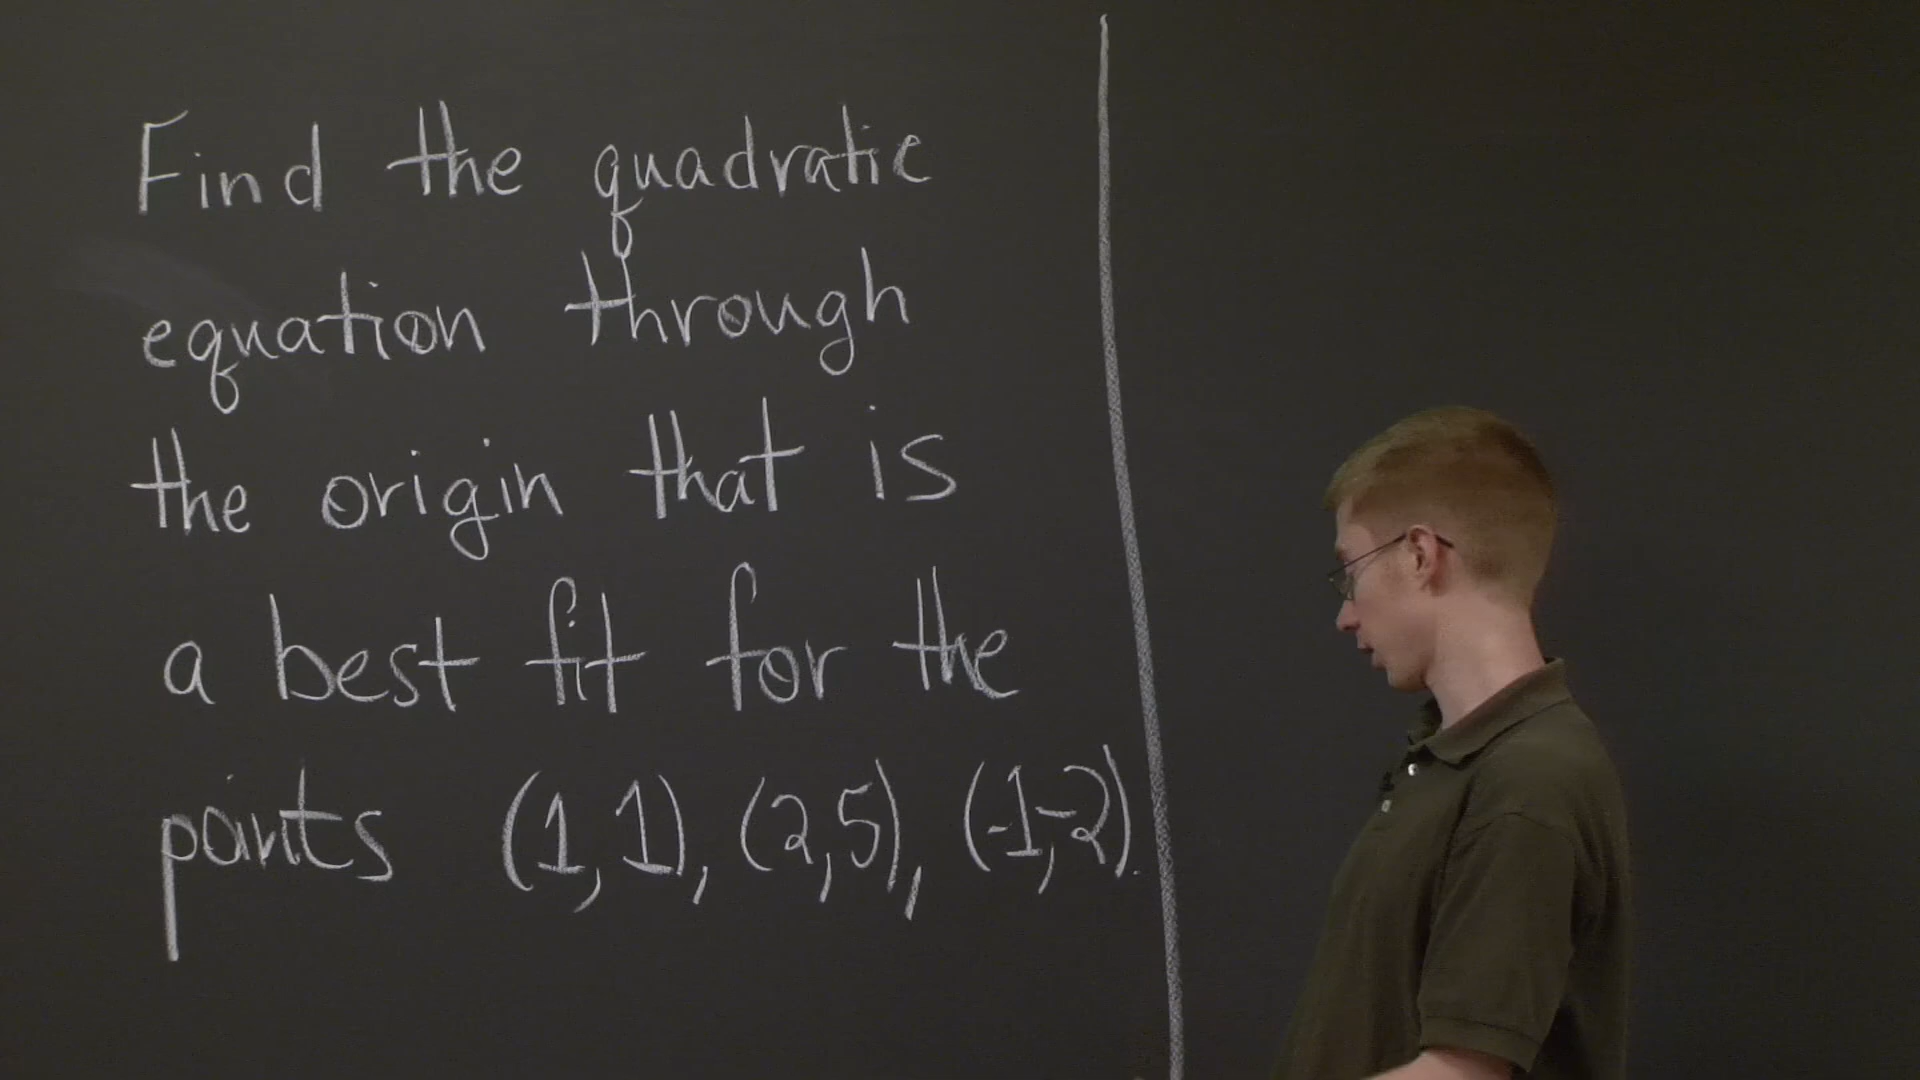 Find the quadratic
equation through
the origin that is
a best fit for the
points (1,1), (2,5), (-1,-2).